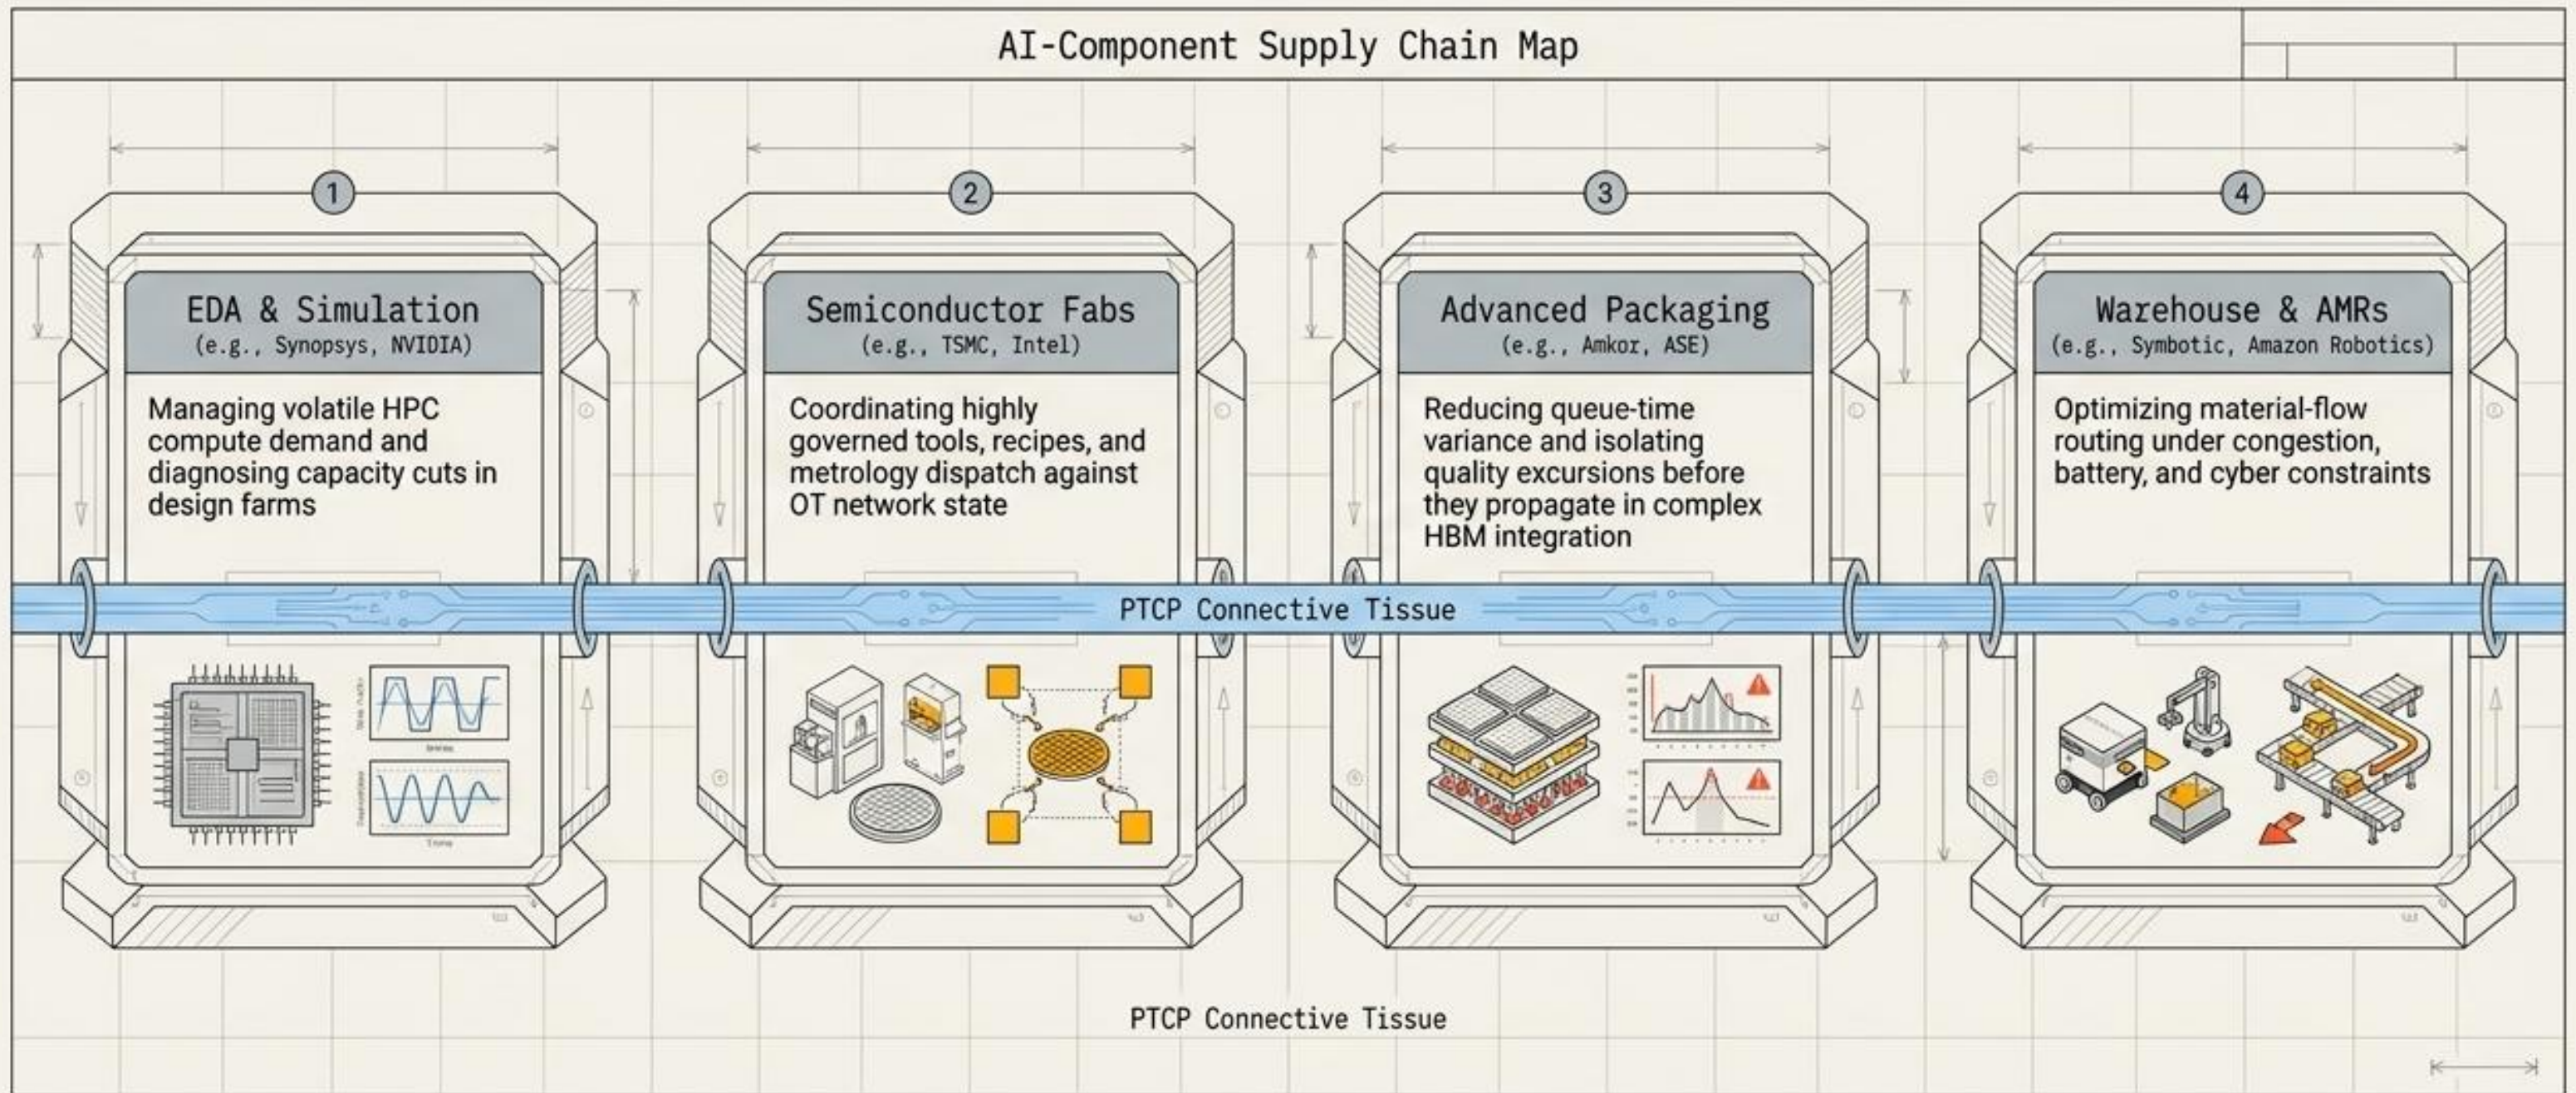 AI-Component Supply Chain Map
1
EDA & Simulation
(e.g., Synopsys, NVIDIA)
Managing volatile HPC
compute demand and
diagnosing capacity cuts in
design farms
2
Semiconductor Fabs
(e.g., TSMC, Intel)
Coordinating highly
governed tools, recipes, and
metrology dispatch against
OT network state
3
Advanced Packaging
(e.g., Amkor, ASE)
Reducing queue-time
variance and isolating
quality excursions before
they propagate in complex
HBM integration
4
Warehouse & AMRs
(e.g., Symbotic, Amazon Robotics)
Optimizing material-flow
routing under congestion,
battery, and cyber constraints
PTCP Connective Tissue
PTCP Connective Tissue